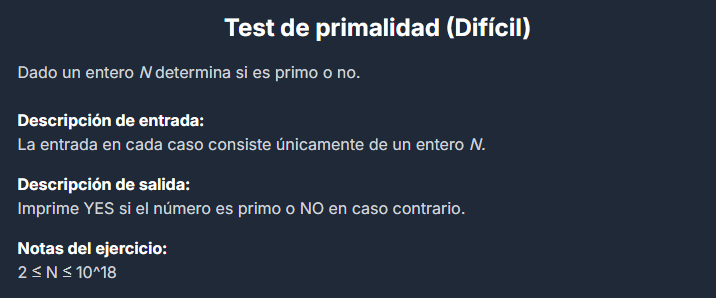 Test de primalidad (Difícil)
Dado un entero N determina si es primo o no.
Descripción de entrada:
La entrada en cada caso consiste únicamente de un entero N.
Descripción de salida:
Imprime YES si el número es primo o NO en caso contrario.
Notas del ejercicio:
2 ≤ N ≤ 10^18